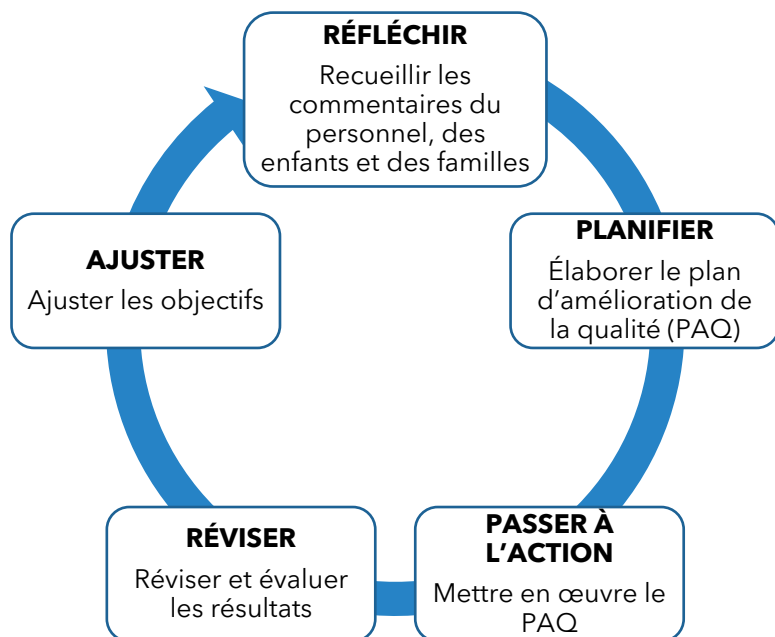 RÉFLÉCHIR
Recueillir les
commentaires du
personnel, des
enfants et des familles
PLANIFIER
Élaborer le plan
d'amélioration de
la qualité (PAQ)
PASSER À
L'ACTION
Mettre en œuvre le
PAQ
RÉVISER
Réviser et évaluer
les résultats
AJUSTER
Ajuster les objectifs